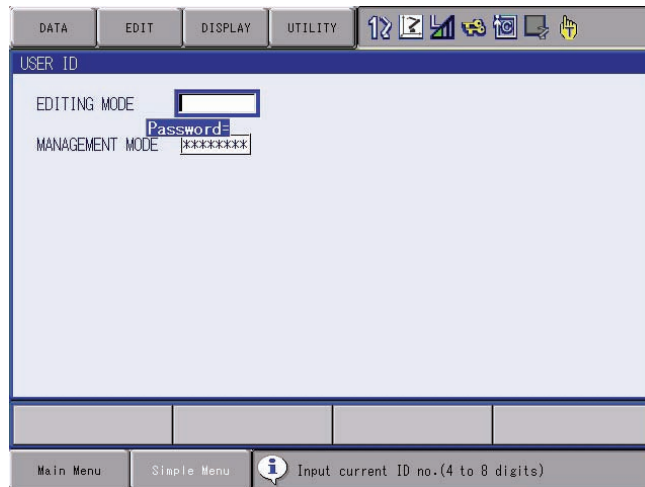 DATA EDIT DISPLAY UTILITY
USER ID
EDITING MODE
Password=
MANAGEMENT MODE ********
Main Menu Simple Menu Input current ID no.(4 to 8 digits)